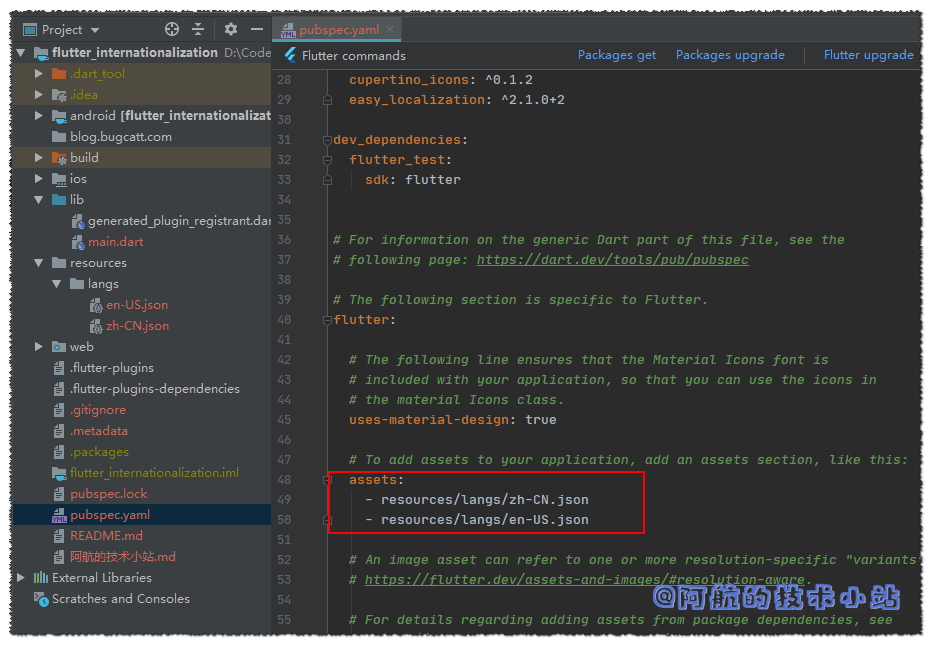 Project
pubspec.yaml
flutter_internationalization D:\Code
.dart_tool
.idea
android [flutter_internationalizat
blog.bugcatt.com
build
ios
lib
generated_plugin_registrant.dar
main.dart
resources
langs
en-US.json
zh-CN.json
web
.flutter-plugins
.flutter-plugins-dependencies
.gitignore
.metadata
.packages
flutter_internationalization.iml
pubspec.lock
pubspec.yaml
README.md
阿航的技术小站.md
External Libraries
Scratches and Consoles
Flutter commands
Packages get
Packages upgrade
Flutter upgrade
28 cupertino_icons: ^0.1.2
29 easy_localization: ^2.1.0+2
30
31 dev_dependencies:
32 flutter_test:
33 sdk: flutter
34
35
36 # For information on the generic Dart part of this file, see the
37 # following page: https://dart.dev/tools/pub/pubspec
38
39 # The following section is specific to Flutter.
40 flutter:
41
42 # The following line ensures that the Material Icons font is
43 # included with your application, so that you can use the icons in
44 # the material Icons class.
45 uses-material-design: true
46
47 # To add assets to your application, add an assets section, like this:
48 assets:
49 - resources/langs/zh-CN.json
50 - resources/langs/en-US.json
51
52 # An image asset can refer to one or more resolution-specific "variants
53 # https://flutter.dev/assets-and-images/#resolution-aware.
54
55 # For details regarding adding assets from package dependencies, see
@阿航的技术小站